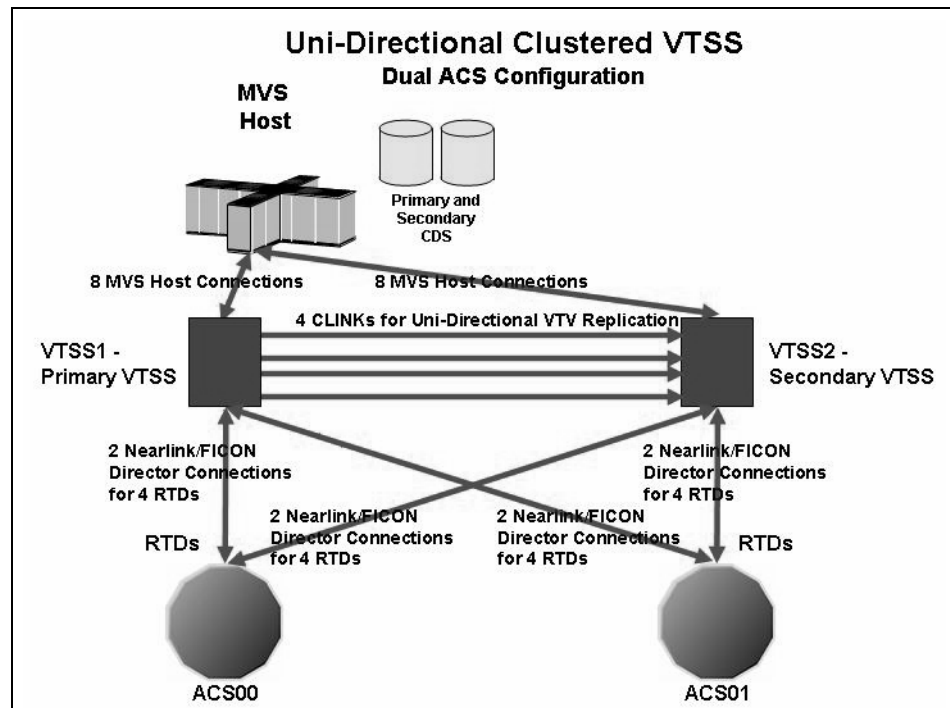 Uni-Directional Clustered VTSS
Dual ACS Configuration
MVS
Host
Primary and
Secondary
CDS
8 MVS Host Connections
8 MVS Host Connections
4 CLINKs for Uni-Directional VTV Replication
VTSS1 -
Primary VTSS
VTSS2 -
Secondary VTSS
2 Nearlink/FICON
Director Connections
for 4 RTDs
2 Nearlink/FICON
Director Connections
for 4 RTDs
2 Nearlink/FICON
Director Connections
for 4 RTDs
2 Nearlink/FICON
Director Connections
for 4 RTDs
RTDs
RTDs
ACS00
ACS01